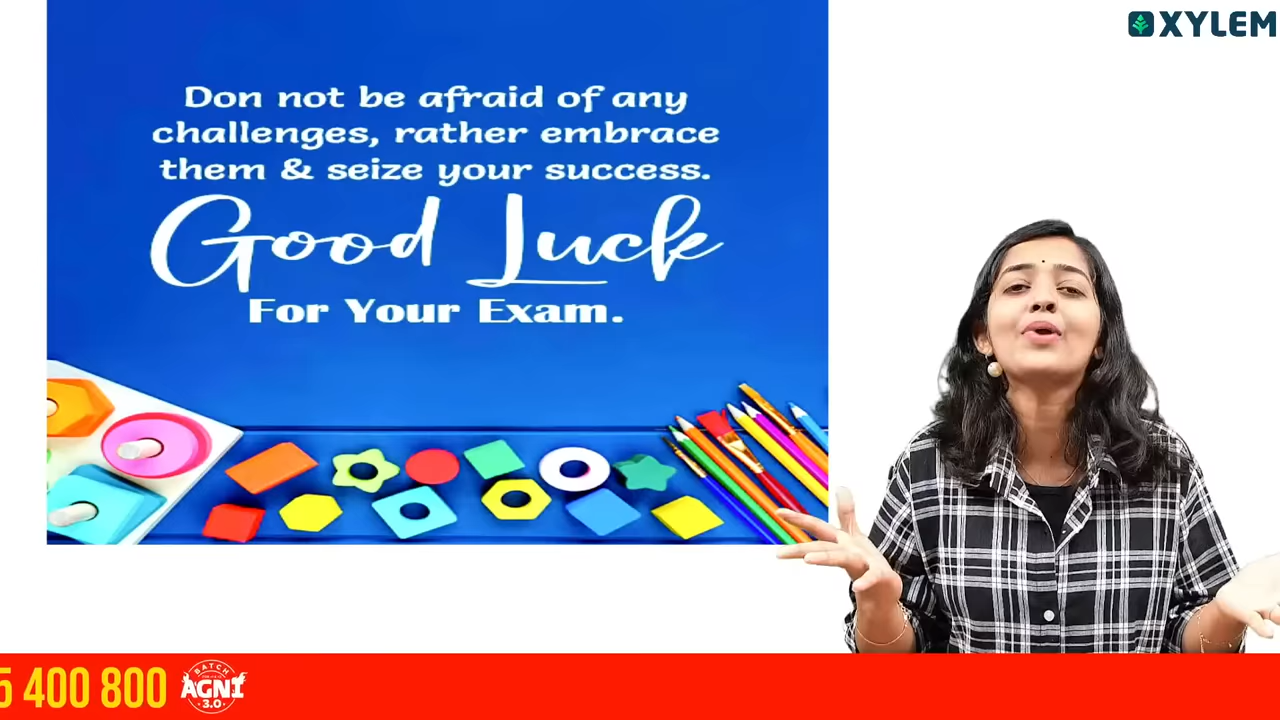 XYLEM
Don not be afraid of any
challenges, rather embrace
them & seize your success.
Good Luck
For Your Exam.
5 400 800
BATCH
AGNI
3.0